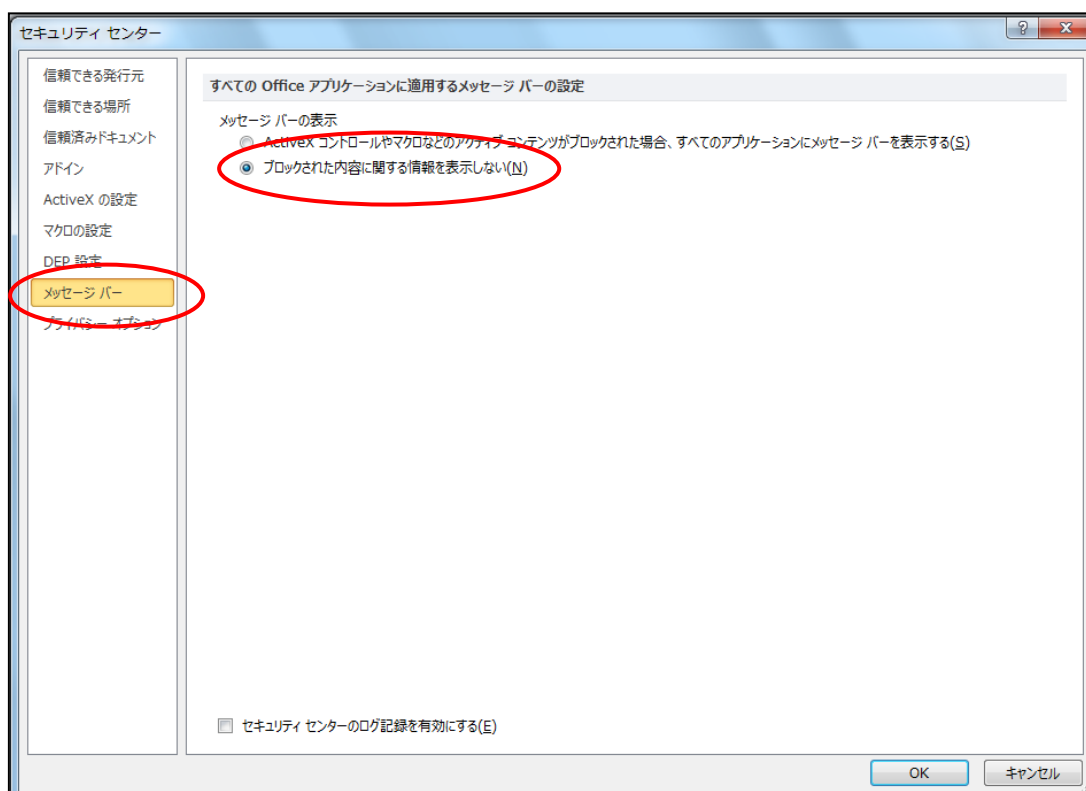 セキュリティ センター
信頼できる発行元
信頼できる場所
信頼済みドキュメント
アドイン
ActiveX の設定
マクロの設定
DEP 設定
メッセージ バー
プライバシー オプション
すべての Office アプリケーションに適用するメッセージ バーの設定
メッセージ バーの表示
ActiveX コントロールやマクロなどのアクティブ コンテンツがブロックされた場合、すべてのアプリケーションにメッセージ バーを表示する(S)
ブロックされた内容に関する情報を表示しない(N)
セキュリティ センターのログ記録を有効にする(E)
OK
キャンセル